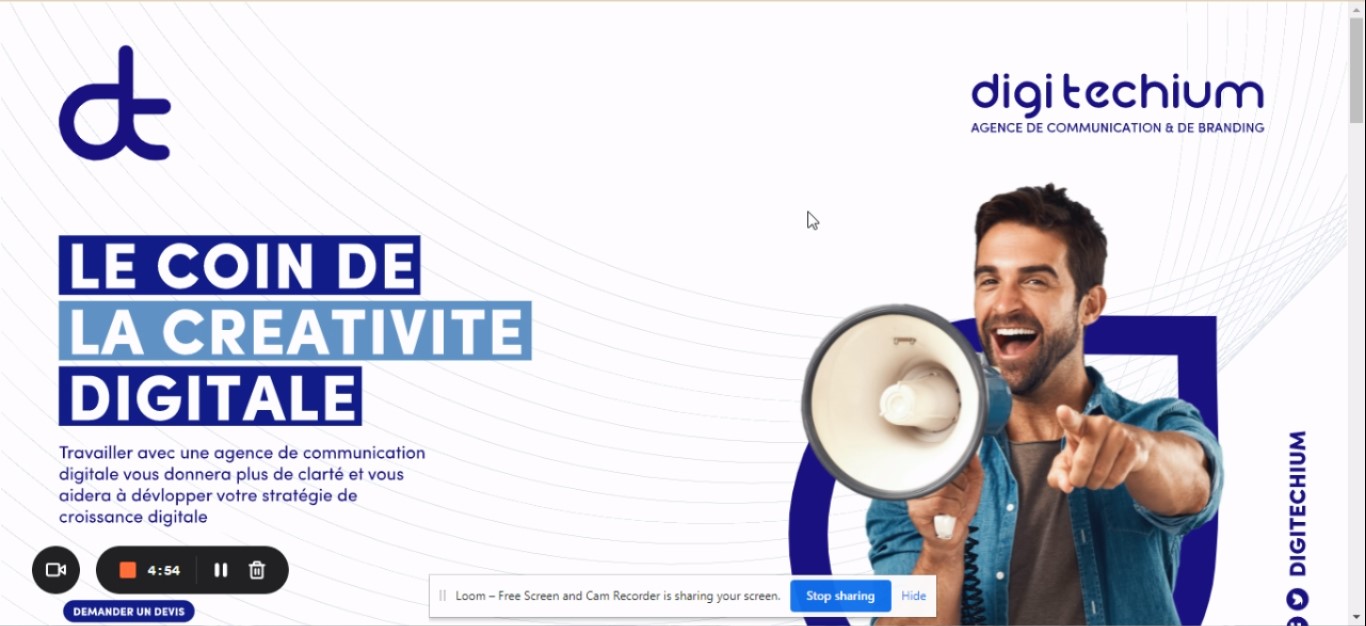 dt
digitechium
AGENCE DE COMMUNICATION & DE BRANDING
LE COIN DE
LA CREATIVITE
DIGITALE
Travailler avec une agence de communication
digitale vous donnera plus de clarté et vous
aidera à dévlopper votre stratégie de
croissance digitale
DIGITECHIUM
4:54
DEMANDER UN DEVIS
Loom – Free Screen and Cam Recorder is sharing your screen.
Stop sharing
Hide